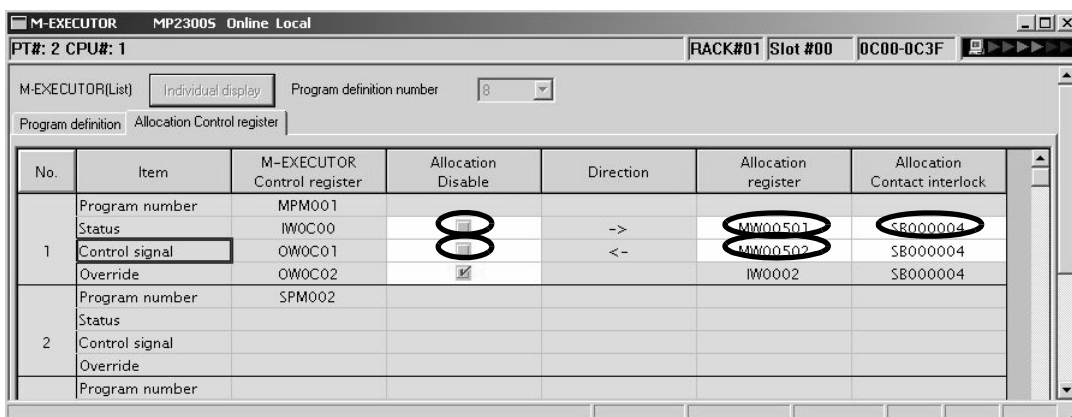 M-EXECUTOR MP2300S Online Local
PT#: 2 CPU#: 1 RACK#01 Slot #00 0C00-0C3F
M-EXECUTOR(List) Individual display Program definition number 8
Program definition Allocation Control register
No. Item M-EXECUTOR Control register Allocation Disable Direction Allocation register Allocation Contact interlock
1
Program number MPM001
Status IW0C00 -> MW00501 SB000004
Control signal OW0C01 <- MW00502 SB000004
Override OW0C02 IW0002 SB000004
2
Program number SPM002
Status
Control signal
Override
Program number